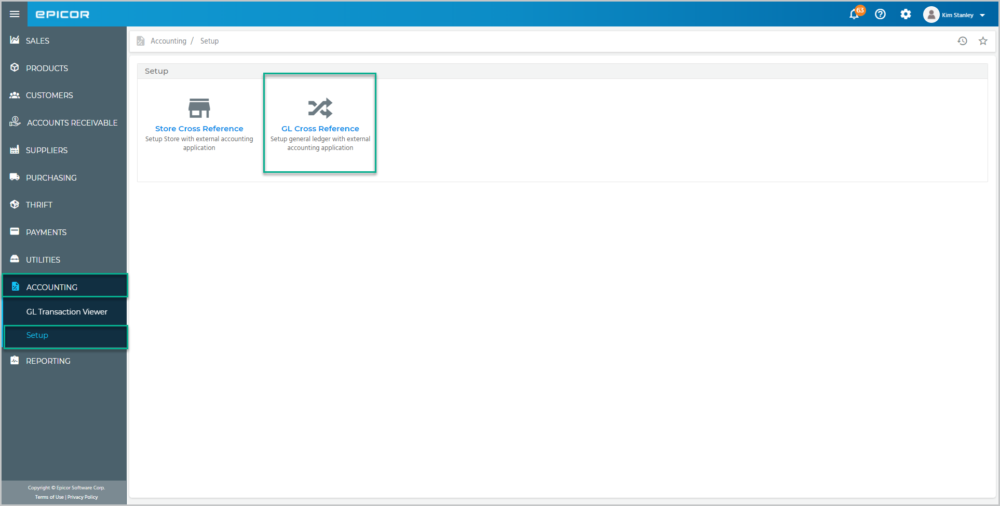 EPICOR
63
Kim Stanley
SALES
PRODUCTS
CUSTOMERS
ACCOUNTS RECEIVABLE
SUPPLIERS
PURCHASING
THRIFT
PAYMENTS
UTILITIES
ACCOUNTING
GL Transaction Viewer
Setup
REPORTING
Copyright © Epicor Software Corp.
Terms of Use | Privacy Policy
Accounting / Setup
Setup
Store Cross Reference
Setup Store with external accounting
application
GL Cross Reference
Setup general ledger with external
accounting application